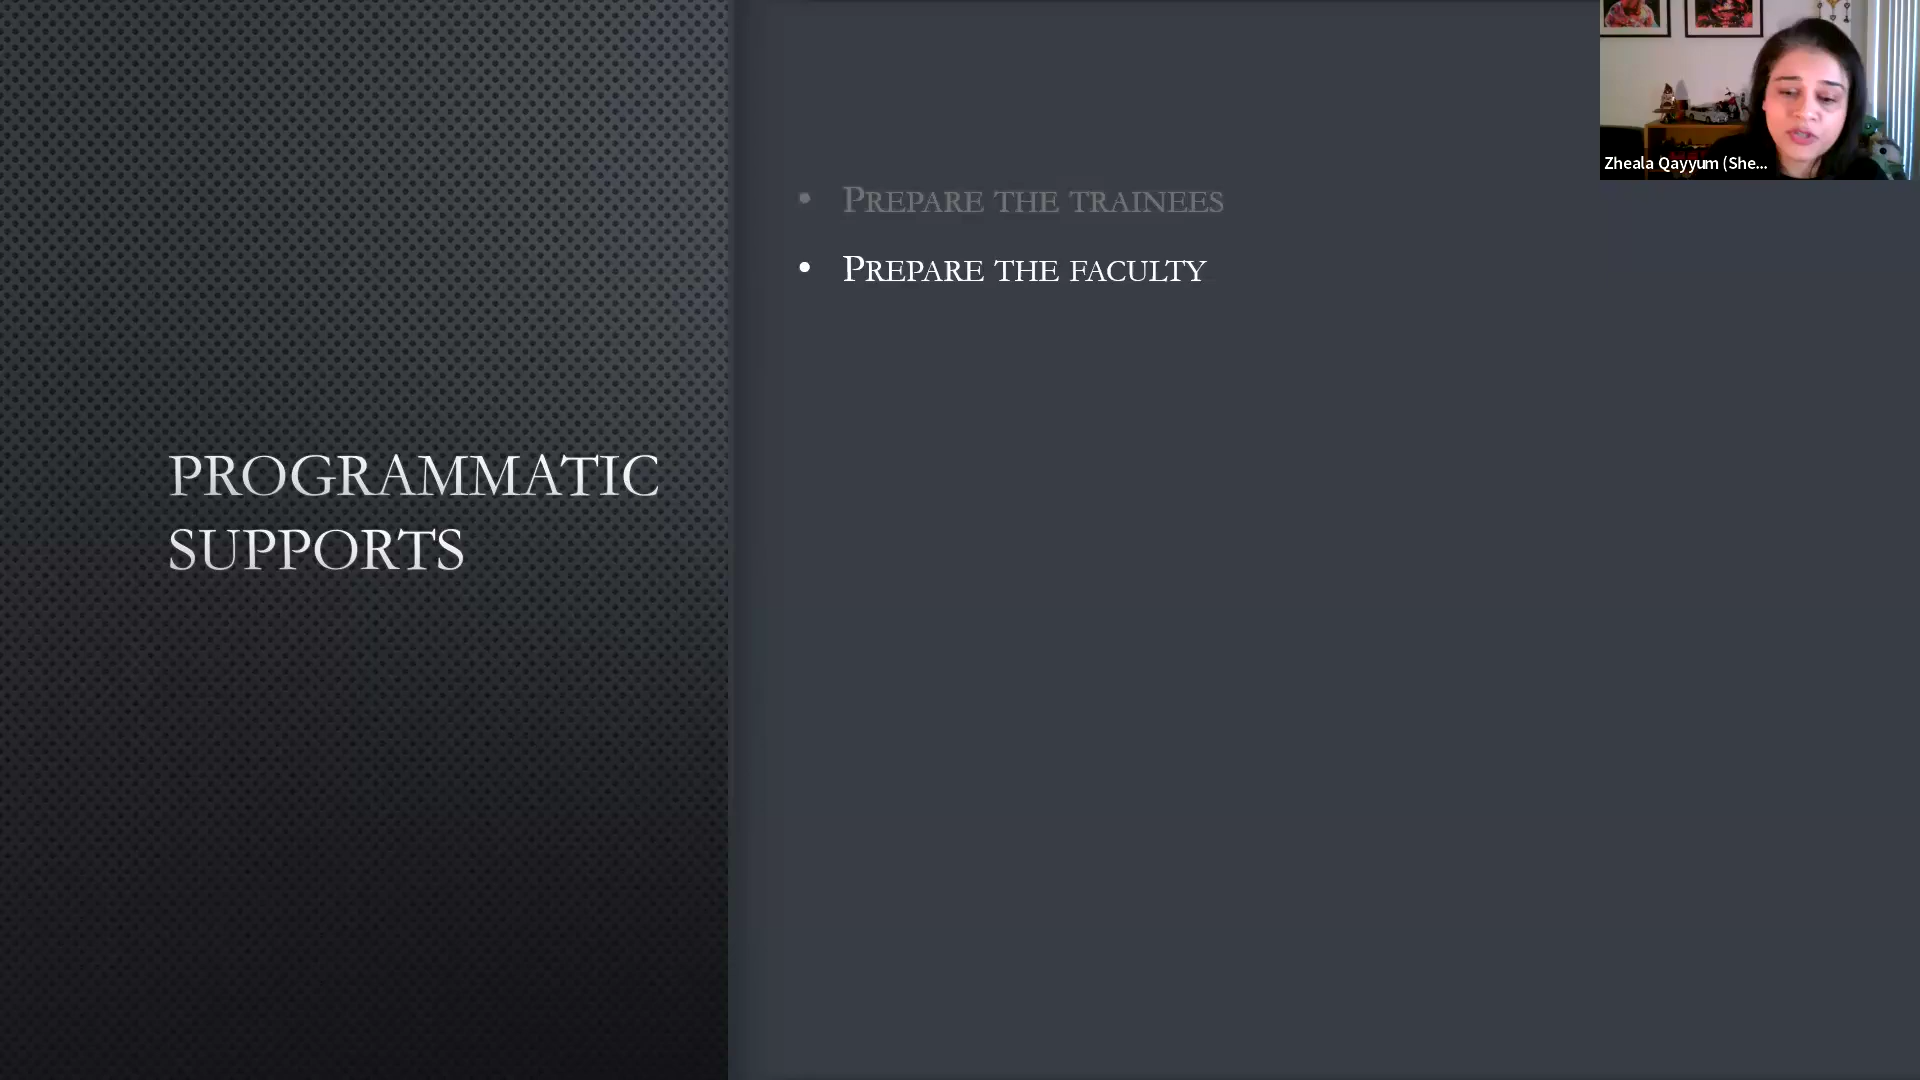 PROGRAMMATIC
SUPPORTS
• PREPARE THE TRAINEES
• PREPARE THE FACULTY
Zheala Qayyum (She...